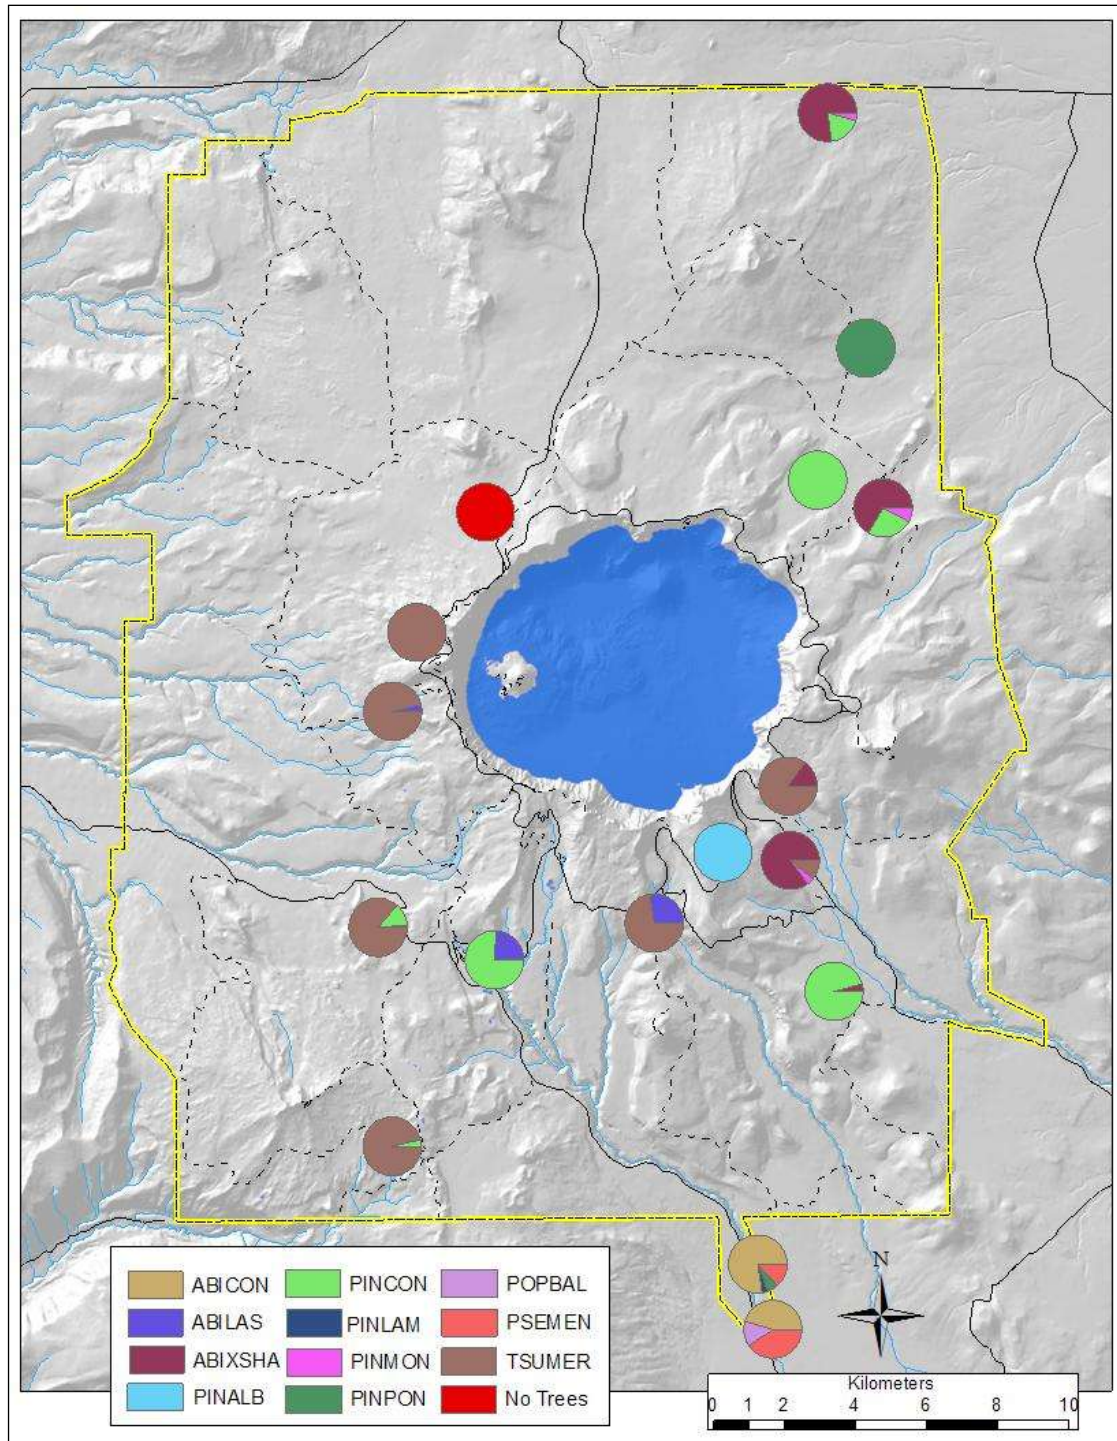 N
ABICON PINCON POPBAL
ABILAS PINLAM PSEMEN
ABIXSHA PINMON TSUMER
PINALB PINPON No Trees
Kilometers
0 1 2 4 6 8 10